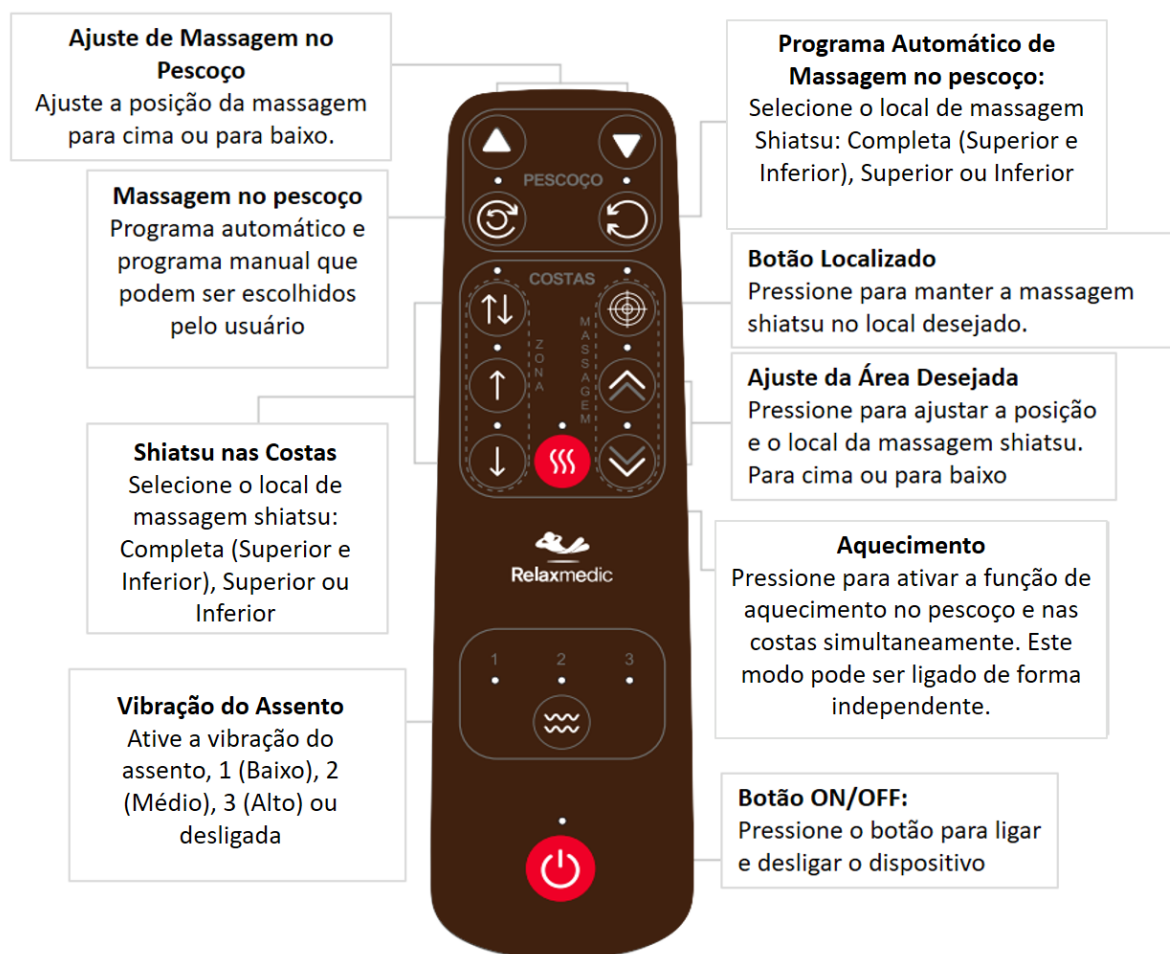 Ajuste de Massagem no
Pescoço
Ajuste a posição da massagem
para cima ou para baixo.
Programa Automático de
Massagem no pescoço:
Selecione o local de massagem
Shiatsu: Completa (Superior e
Inferior), Superior ou Inferior
Massagem no pescoço
Programa automático e
programa manual que
podem ser escolhidos
pelo usuário
PESCOÇO
COSTAS
ZONA
MASSAGEM
Botão Localizado
Pressione para manter a massagem
shiatsu no local desejado.
Ajuste da Área Desejada
Pressione para ajustar a posição
e o local da massagem shiatsu.
Para cima ou para baixo
Shiatsu nas Costas
Selecione o local de
massagem shiatsu:
Completa (Superior e
Inferior), Superior ou
Inferior
Relaxmedic
Aquecimento
Pressione para ativar a função de
aquecimento no pescoço e nas
costas simultaneamente. Este
modo pode ser ligado de forma
independente.
1 2 3
Vibração do Assento
Ative a vibração do
assento, 1 (Baixo), 2
(Médio), 3 (Alto) ou
desligada
Botão ON/OFF:
Pressione o botão para ligar
e desligar o dispositivo